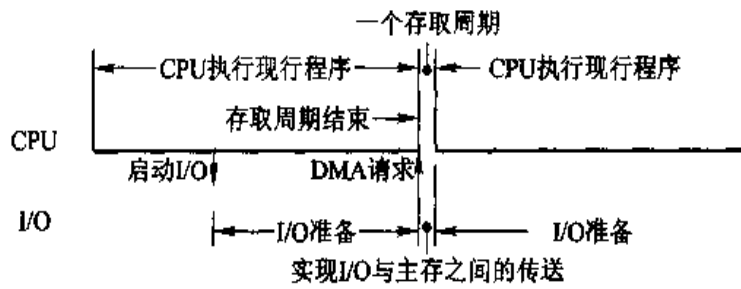 一个存取周期
CPU执行现行程序 CPU执行现行程序
存取周期结束
CPU
启动I/O DMA请求
I/O
I/O准备 I/O准备
实现I/O与主存之间的传送